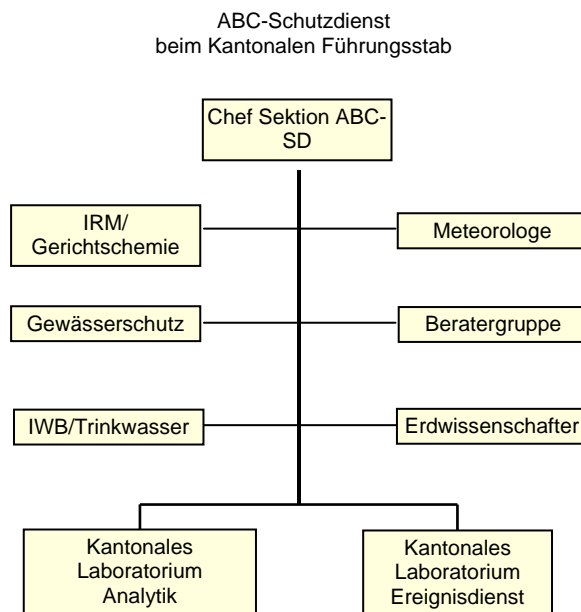 ABC-Schutzdienst
beim Kantonalen Führungsstab
Chef Sektion ABC-
SD
IRM/
Gerichtschemie
Meteorologe
Gewässerschutz
Beratergruppe
IWB/Trinkwasser
Erdwissenschafter
Kantonales
Laboratorium
Analytik
Kantonales
Laboratorium
Ereignisdienst